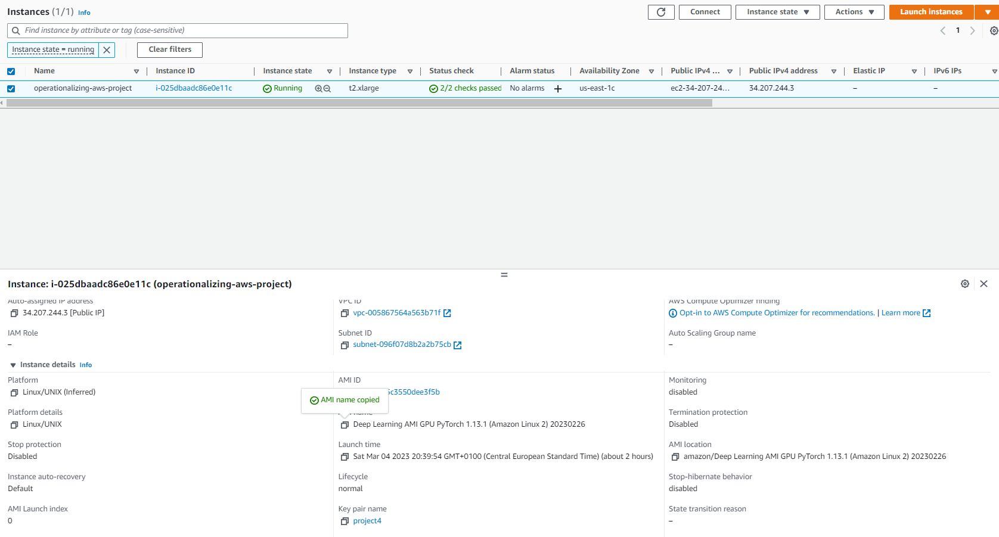 Instances (1/1) Info
Connect
Instance state
Actions
Launch instances
Find instance by attribute or tag (case-sensitive)
1
Instance state = running
Clear filters
Name Instance ID Instance state Instance type Status check Alarm status Availability Zone Public IPv4 ... Public IPv4 address Elastic IP IPv6 IPs
operationalizing-aws-project i-025dbaadc86e0e11c Running t2.xlarge 2/2 checks passed No alarms + us-east-1c ec2-34-207-24... 34.207.244.3 – –
Instance: i-025dbaadc86e0e11c (operationalizing-aws-project)
Auto-assigned IP address
34.207.244.3 [Public IP]
IAM Role
–
VPC ID
vpc-005867564a563b71f
Subnet ID
subnet-096f07d8b2a2b75cb
AWS Compute Optimizer finding
Opt-in to AWS Compute Optimizer for recommendations. | Learn more
Auto Scaling Group name
–
Instance details Info
Platform
Linux/UNIX (Inferred)
Platform details
Linux/UNIX
Stop protection
Disabled
Instance auto-recovery
Default
AMI Launch index
0
AMI ID
c3550dee3f5b
AMI name copied
name
Deep Learning AMI GPU PyTorch 1.13.1 (Amazon Linux 2) 20230226
Launch time
Sat Mar 04 2023 20:39:54 GMT+0100 (Central European Standard Time) (about 2 hours)
Lifecycle
normal
Key pair name
project4
Monitoring
disabled
Termination protection
Disabled
AMI location
amazon/Deep Learning AMI GPU PyTorch 1.13.1 (Amazon Linux 2) 20230226
Stop-hibernate behavior
disabled
State transition reason
–